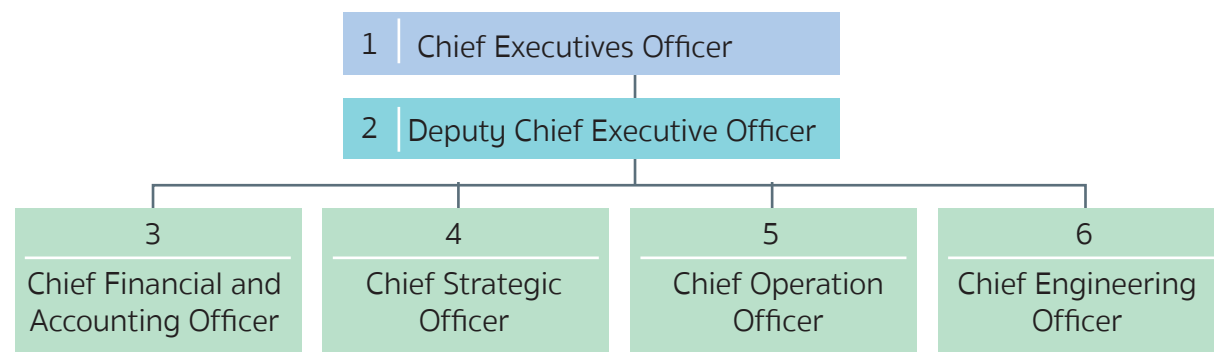 1 Chief Executives Officer
2 Deputy Chief Executive Officer
3
Chief Financial and
Accounting Officer
4
Chief Strategic
Officer
5
Chief Operation
Officer
6
Chief Engineering
Officer